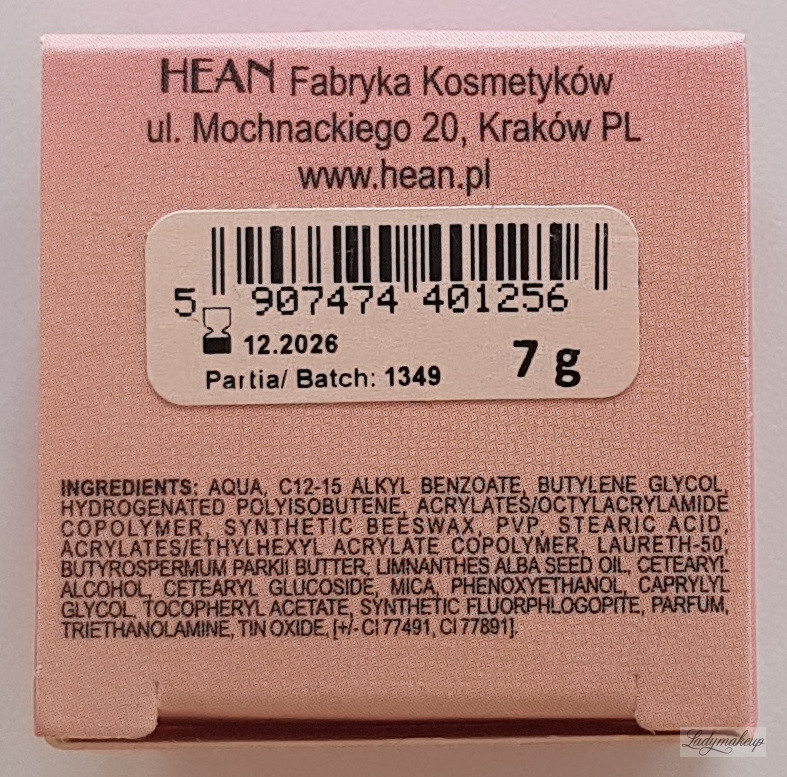 HEAN Fabryka Kosmetyków
ul. Mochnackiego 20, Kraków PL
www.hean.pl
5 907474 401256
12.2026
7 g
Partia/ Batch: 1349
INGREDIENTS: AQUA, C12-15 ALKYL BENZOATE, BUTYLENE GLYCOL,
HYDROGENATED POLYISOBUTENE, ACRYLATES/OCTYLACRYLAMIDE
COPOLYMER, SYNTHETIC BEESWAX, PVP, STEARIC ACID,
ACRYLATES/ETHYLHEXYL ACRYLATE COPOLYMER, LAURETH-50,
BUTYROSPERMUM PARKII BUTTER, LIMNANTHES ALBA SEED OIL, CETEARYL
ALCOHOL, CETEARYL GLUCOSIDE, MICA, PHENOXYETHANOL, CAPRYLYL
GLYCOL, TOCOPHERYL ACETATE, SYNTHETIC FLUORPHLOGOPITE, PARFUM,
TRIETHANOLAMINE, TIN OXIDE, [+/- CI 77491, CI 77891].
Ladymakeup